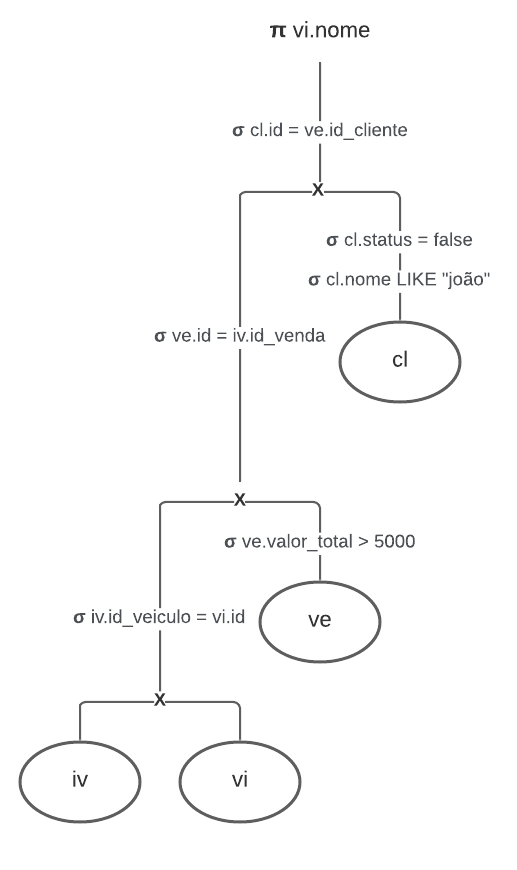 π vi.nome
σ cl.id = ve.id_cliente
x
σ cl.status = false
σ cl.nome LIKE "joão"
σ ve.id = iv.id_venda
cl
x
σ ve.valor_total > 5000
σ iv.id_veiculo = vi.id
ve
x
iv
vi